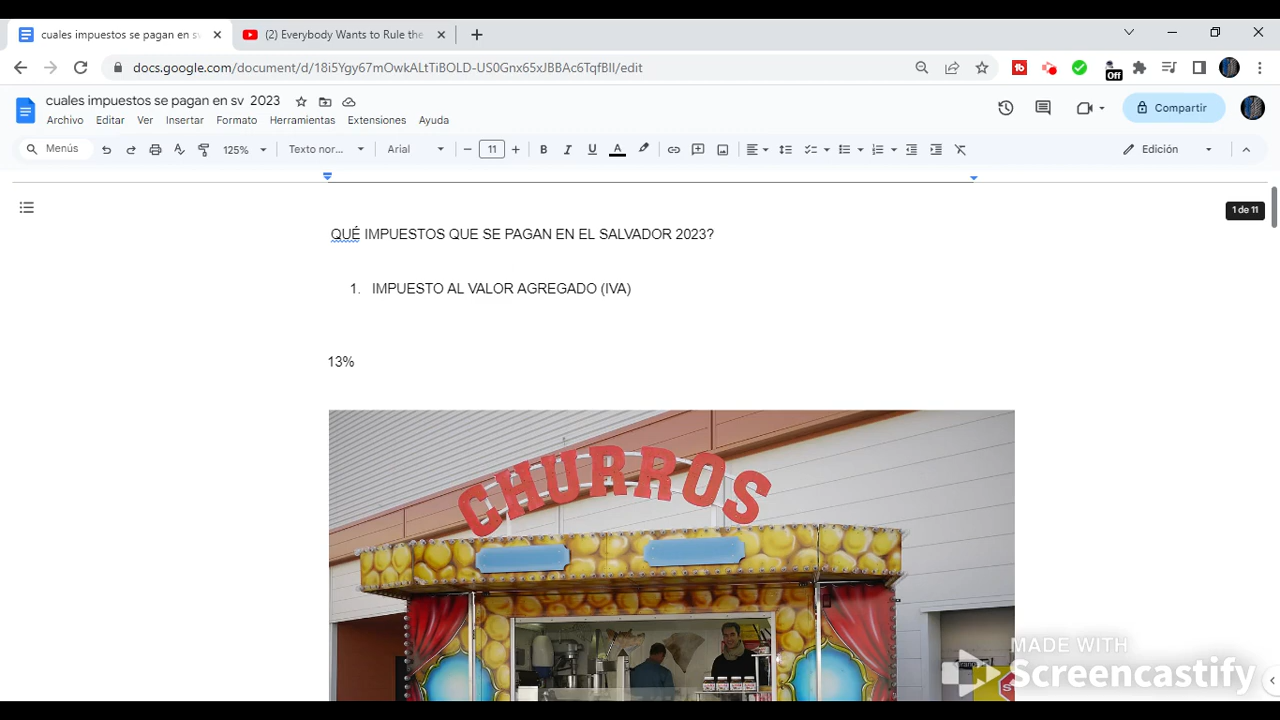 cuales impuestos se pagan en sv
(2) Everybody Wants to Rule the
docs.google.com/document/d/18i5Ygv67mOwkALtTiBOLD-US0Gnx65xJBBAc6TqfBlI/edit
Off
cuales impuestos se pagan en sv 2023
Compartir
Archivo Editar Ver Insertar Formato Herramientas Extensiones Ayuda
Menús 125% Texto nor... Arial 11 B I U A Edición
1 de 11
QUÉ IMPUESTOS QUE SE PAGAN EN EL SALVADOR 2023?
1. IMPUESTO AL VALOR AGREGADO (IVA)
13%
CHURROS
MADE WITH
Screencastify